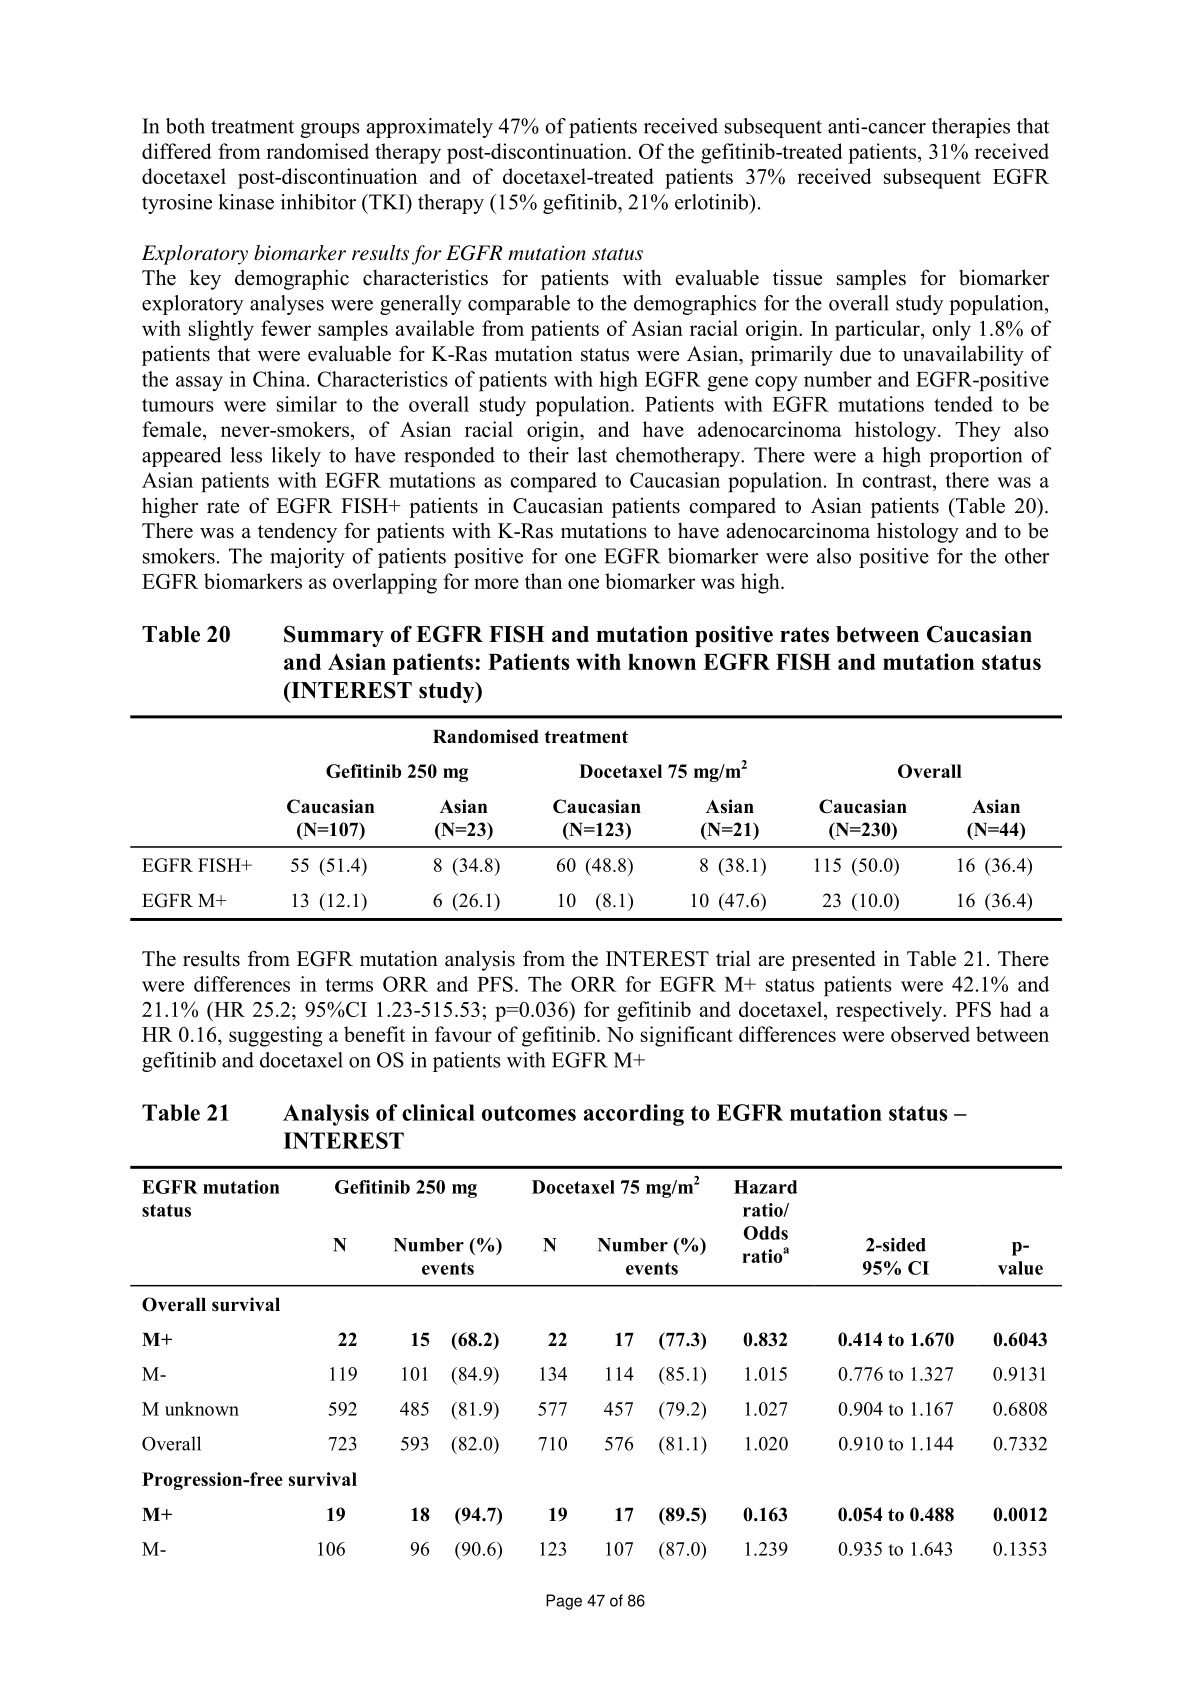 In both treatment groups approximately 47% of patients received subsequent anti-cancer therapies that
differed from randomised therapy post-discontinuation. Of the gefitinib-treated patients, 31% received
docetaxel post-discontinuation and of docetaxel-treated patients 37% received subsequent EGFR
tyrosine kinase inhibitor (TKI) therapy (15% gefitinib, 21% erlotinib).
Exploratory biomarker results for EGFR mutation status
The key demographic characteristics for patients with evaluable tissue samples for biomarker
exploratory analyses were generally comparable to the demographics for the overall study population,
with slightly fewer samples available from patients of Asian racial origin. In particular, only 1.8% of
patients that were evaluable for K-Ras mutation status were Asian, primarily due to unavailability of
the assay in China. Characteristics of patients with high EGFR gene copy number and EGFR-positive
tumours were similar to the overall study population. Patients with EGFR mutations tended to be
female, never-smokers, of Asian racial origin, and have adenocarcinoma histology. They also
appeared less likely to have responded to their last chemotherapy. There were a high proportion of
Asian patients with EGFR mutations as compared to Caucasian population. In contrast, there was a
higher rate of EGFR FISH+ patients in Caucasian patients compared to Asian patients (Table 20).
There was a tendency for patients with K-Ras mutations to have adenocarcinoma histology and to be
smokers. The majority of patients positive for one EGFR biomarker were also positive for the other
EGFR biomarkers as overlapping for more than one biomarker was high.
Table 20 Summary of EGFR FISH and mutation positive rates between Caucasian
and Asian patients: Patients with known EGFR FISH and mutation status
(INTEREST study)
Randomised treatment
Gefitinib 250 mg Docetaxel 75 mg/m2 Overall
Caucasian Asian Caucasian Asian Caucasian Asian
(N=107) (N=23) (N=123) (N=21) (N=230) (N=44)
EGFR FISH+ 55 (51.4) 8 (34.8) 60 (48.8) 8 (38.1) 115 (50.0) 16 (36.4)
EGFR M+ 13 (12.1) 6 (26.1) 10 (8.1) 10 (47.6) 23 (10.0) 16 (36.4)
The results from EGFR mutation analysis from the INTEREST trial are presented in Table 21. There
were differences in terms ORR and PFS. The ORR for EGFR M+ status patients were 42.1% and
21.1% (HR 25.2; 95%CI 1.23-515.53; p=0.036) for gefitinib and docetaxel, respectively. PFS had a
HR 0.16, suggesting a benefit in favour of gefitinib. No significant differences were observed between
gefitinib and docetaxel on OS in patients with EGFR M+
Table 21 Analysis of clinical outcomes according to EGFR mutation status –
INTEREST
EGFR mutation Gefitinib 250 mg Docetaxel 75 mg/m2 Hazard
status ratio/
Odds
N Number (%) N Number (%) ratioa 2-sided p-
events events 95% CI value
Overall survival
M+ 22 15 (68.2) 22 17 (77.3) 0.832 0.414 to 1.670 0.6043
M- 119 101 (84.9) 134 114 (85.1) 1.015 0.776 to 1.327 0.9131
M unknown 592 485 (81.9) 577 457 (79.2) 1.027 0.904 to 1.167 0.6808
Overall 723 593 (82.0) 710 576 (81.1) 1.020 0.910 to 1.144 0.7332
Progression-free survival
M+ 19 18 (94.7) 19 17 (89.5) 0.163 0.054 to 0.488 0.0012
M- 106 96 (90.6) 123 107 (87.0) 1.239 0.935 to 1.643 0.1353
Page 47 of 86